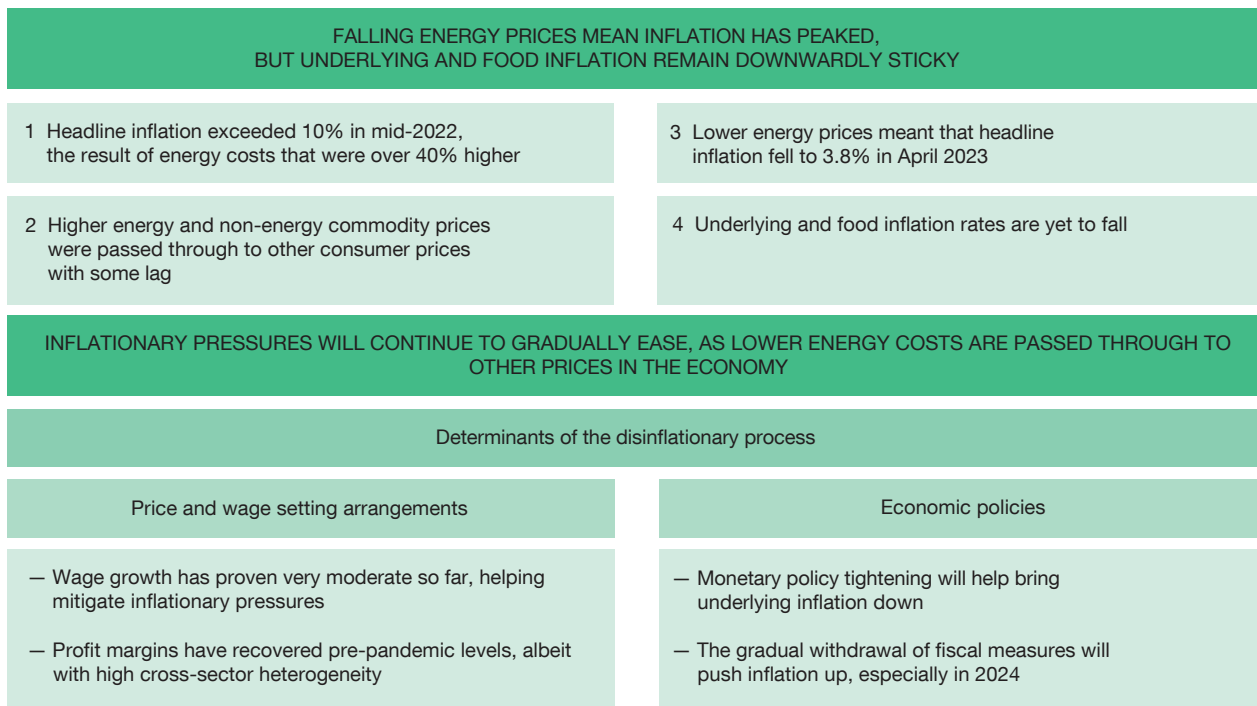 FALLING ENERGY PRICES MEAN INFLATION HAS PEAKED,
BUT UNDERLYING AND FOOD INFLATION REMAIN DOWNWARDLY STICKY
1 Headline inflation exceeded 10% in mid-2022,
the result of energy costs that were over 40% higher
2 Higher energy and non-energy commodity prices
were passed through to other consumer prices
with some lag
3 Lower energy prices meant that headline
inflation fell to 3.8% in April 2023
4 Underlying and food inflation rates are yet to fall
INFLATIONARY PRESSURES WILL CONTINUE TO GRADUALLY EASE, AS LOWER ENERGY COSTS ARE PASSED THROUGH TO
OTHER PRICES IN THE ECONOMY
Determinants of the disinflationary process
Price and wage setting arrangements
— Wage growth has proven very moderate so far, helping
mitigate inflationary pressures
— Profit margins have recovered pre-pandemic levels, albeit
with high cross-sector heterogeneity
Economic policies
— Monetary policy tightening will help bring
underlying inflation down
— The gradual withdrawal of fiscal measures will
push inflation up, especially in 2024